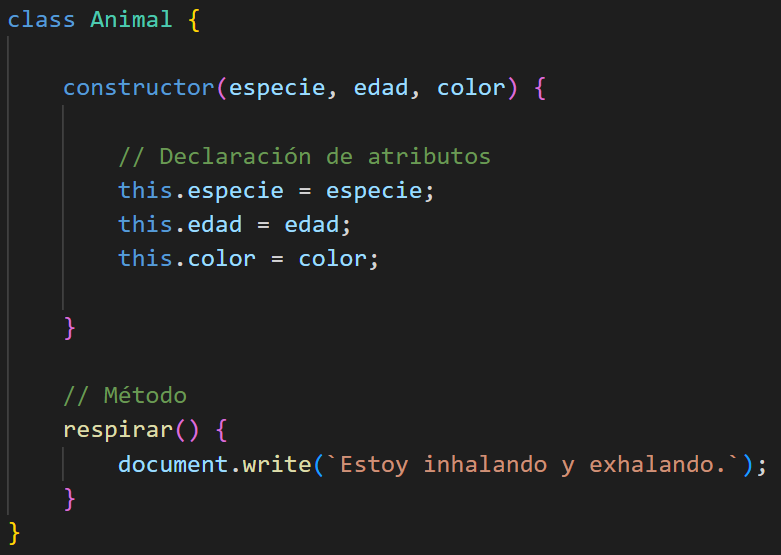 class Animal {
constructor(especie, edad, color) {
// Declaración de atributos
this.especie = especie;
this.edad = edad;
this.color = color;
}
// Método
respirar() {
document.write(`Estoy inhalando y exhalando.`);
}
}